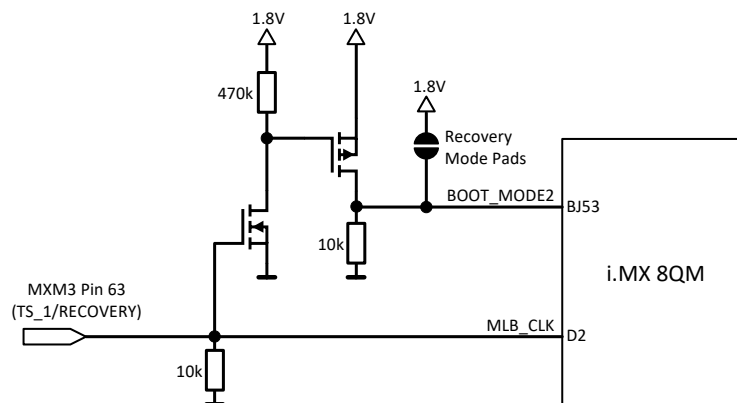 1.8V
1.8V
470k
1.8V
Recovery
Mode Pads
BOOT_MODE2
BJ53
10k
i.MX 8QM
MXM3 Pin 63
(TS_1/RECOVERY)
MLB_CLK
D2
10k